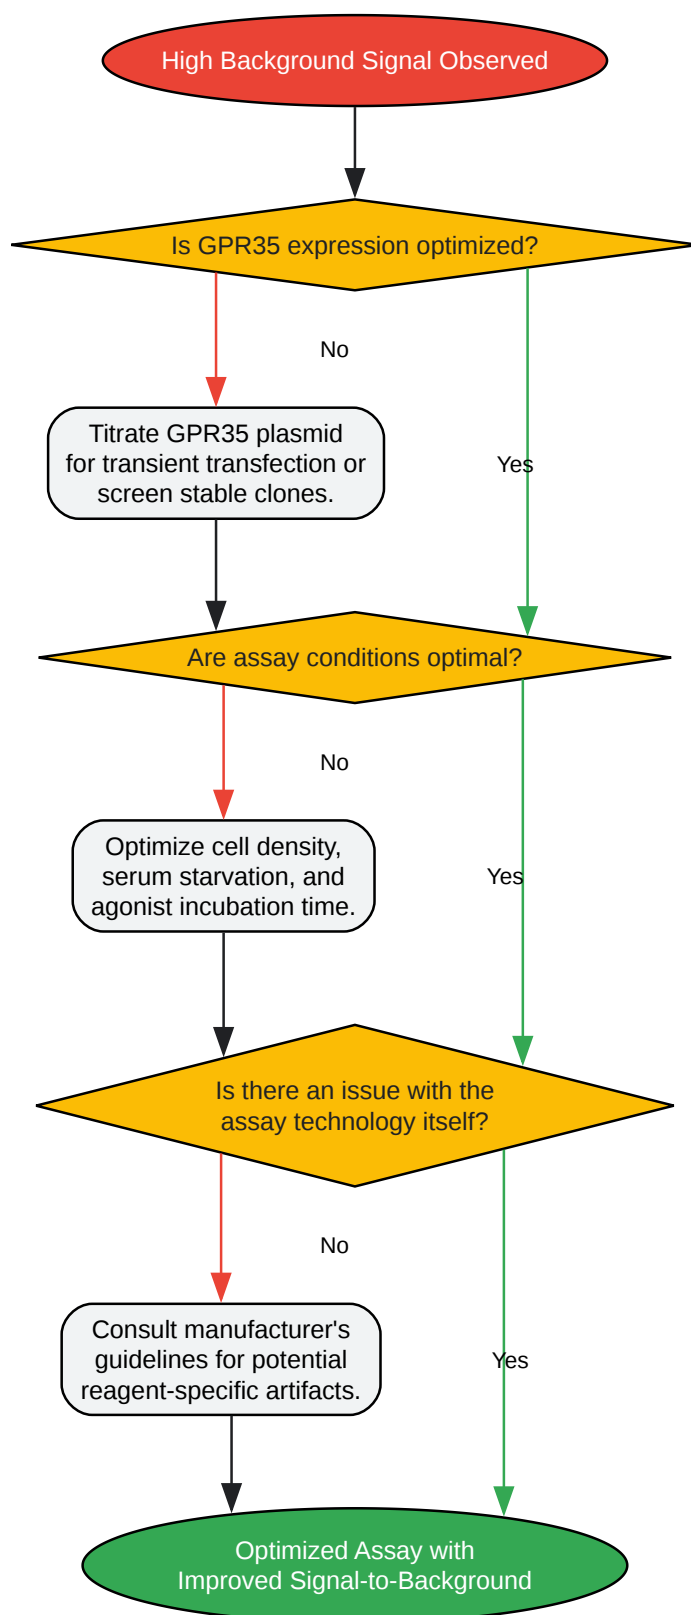 High Background Signal Observed
Is GPR35 expression optimized?
No
Titrate GPR35 plasmid
for transient transfection or
screen stable clones.
Yes
Are assay conditions optimal?
No
Optimize cell density,
serum starvation, and
agonist incubation time.
Yes
Is there an issue with the
assay technology itself?
No
Consult manufacturer's
guidelines for potential
reagent-specific artifacts.
Yes
Optimized Assay with
Improved Signal-to-Background